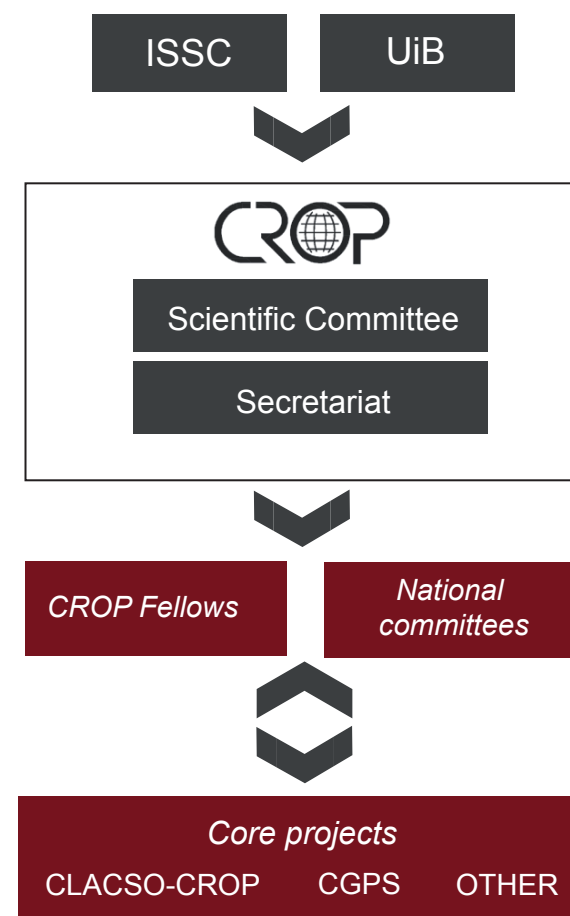 ISSC UiB
CROP
Scientific Committee
Secretariat
CROP Fellows
National
committees
Core projects
CLACSO-CROP CGPS OTHER